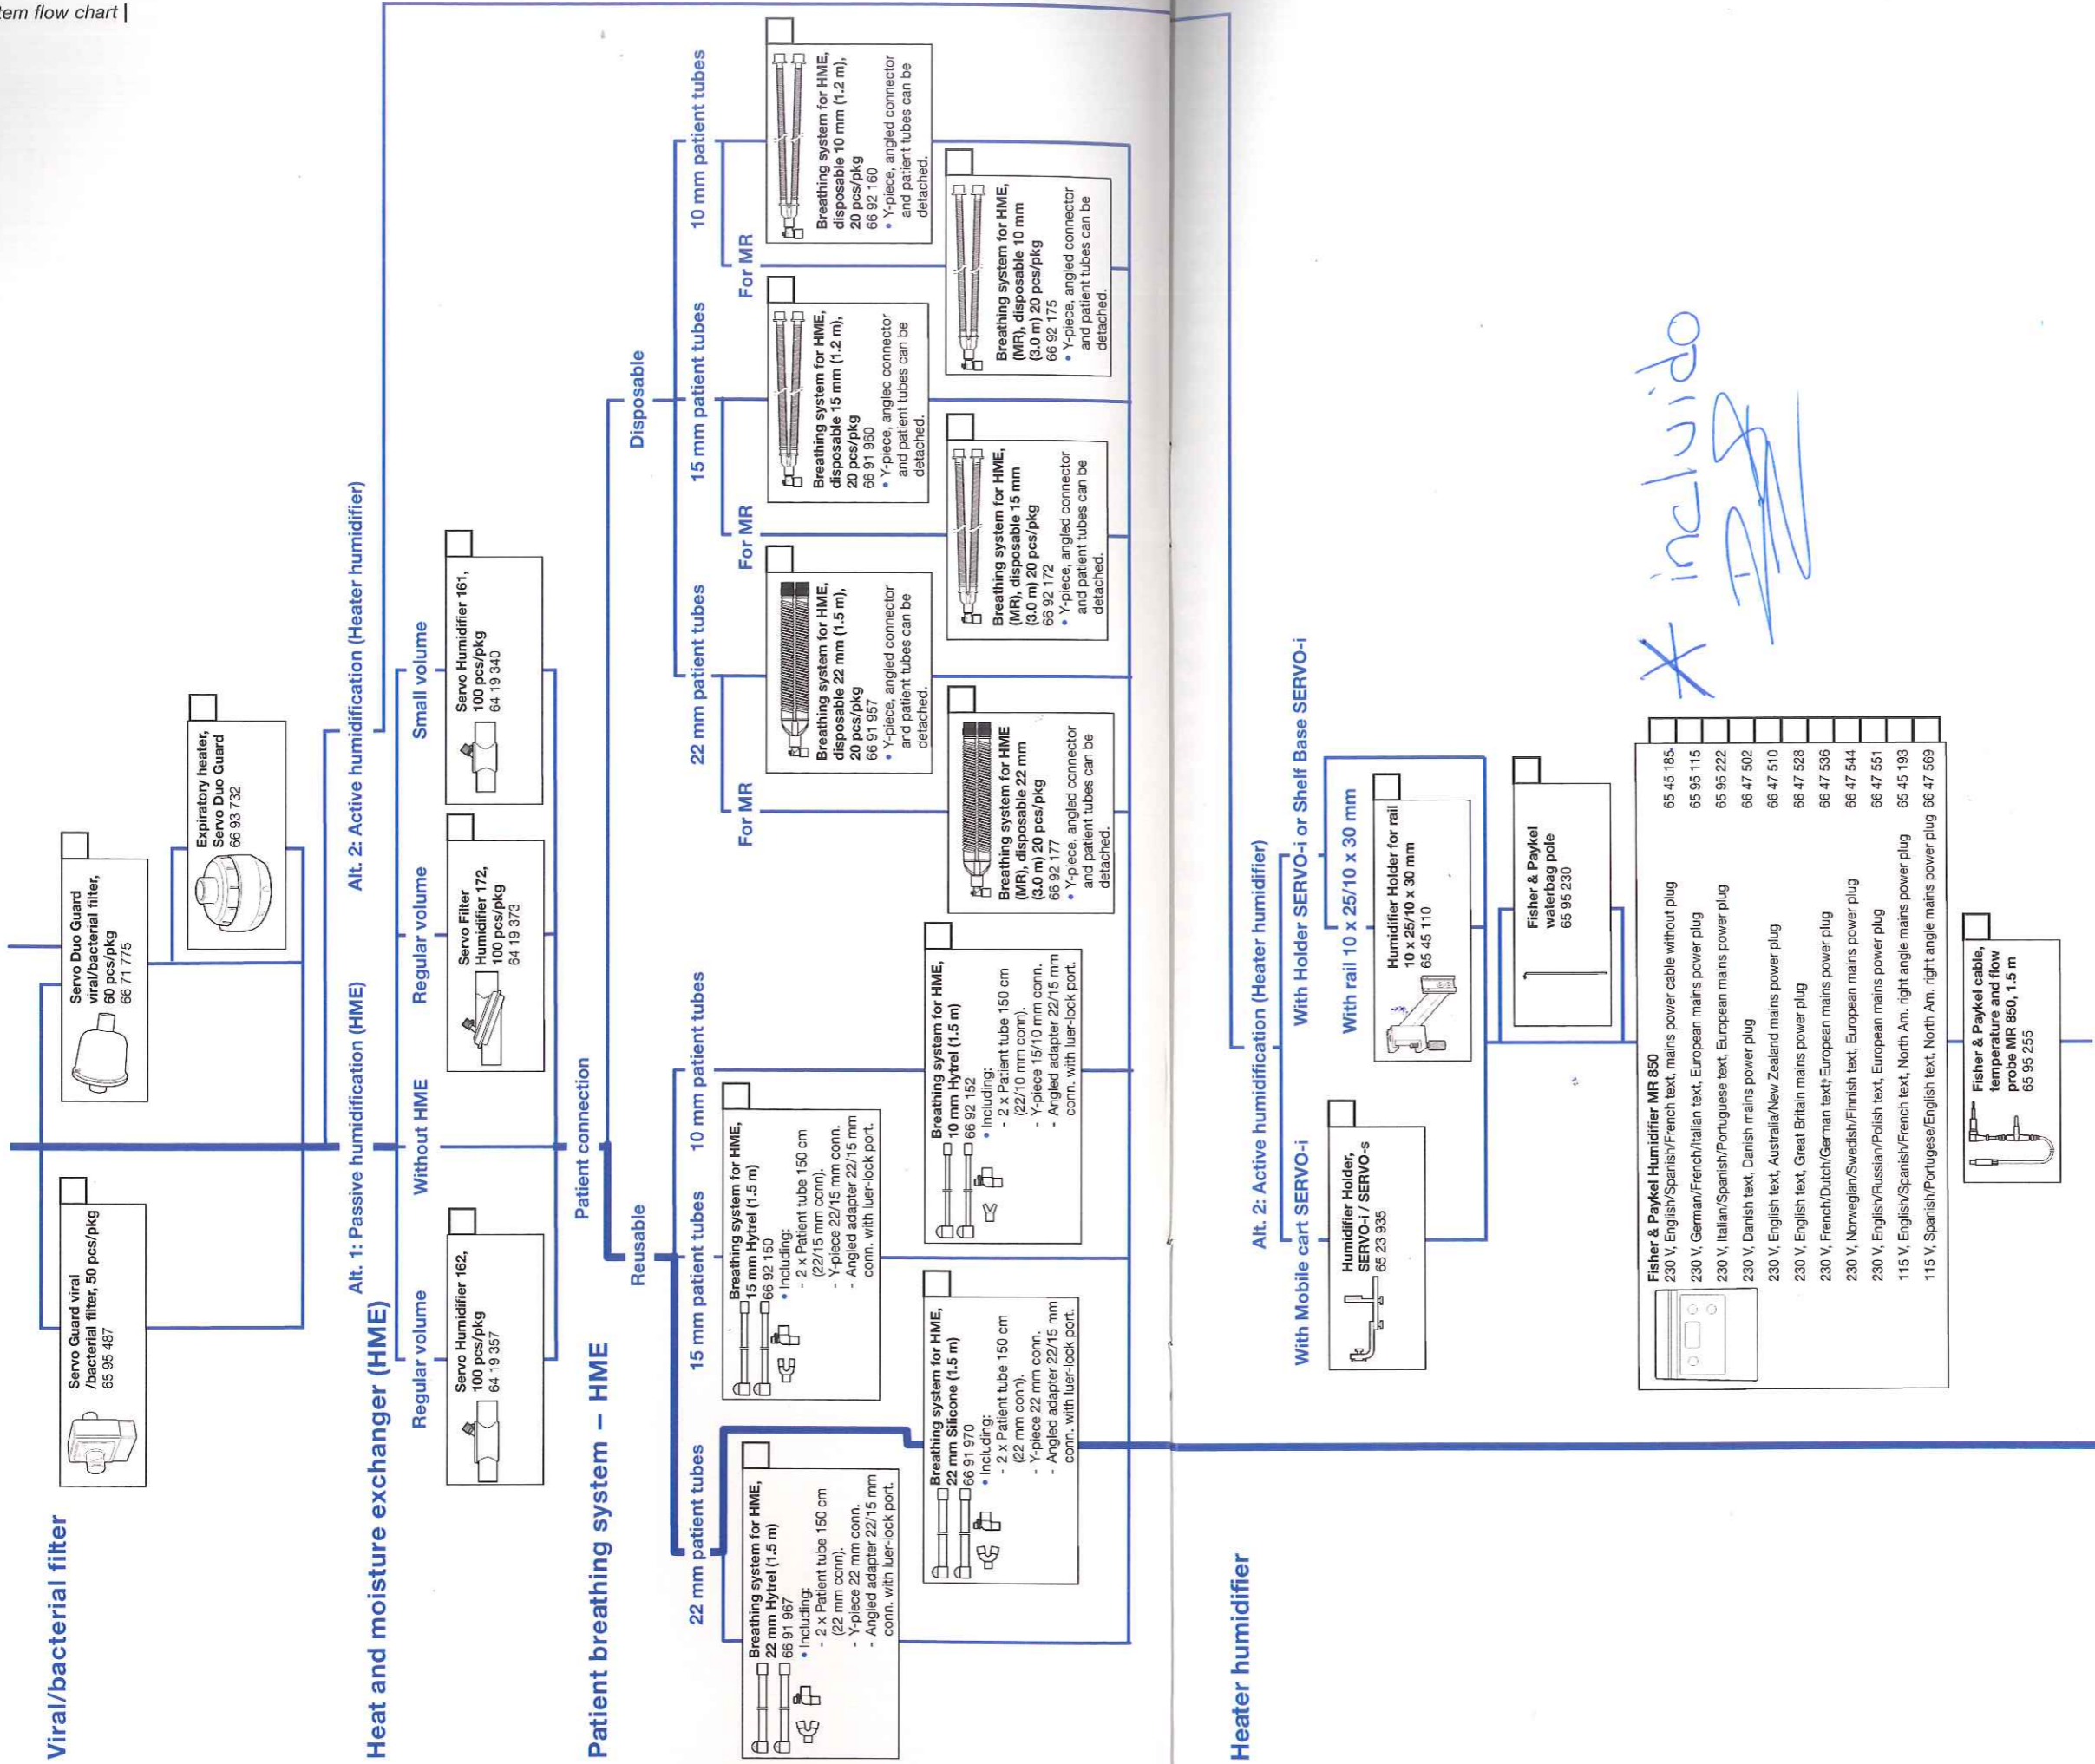 tem flow chart |
Viral/bacterial filter
Servo Guard viral
/bacterial filter, 50 pcs/pkg
65 95 487
Servo Duo Guard
viral/bacterial filter,
60 pcs/pkg
66 71 775
Expiratory heater,
Servo Duo Guard
66 93 732
Heat and moisture exchanger (HME)
Alt. 1: Passive humidification (HME)
Alt. 2: Active humidification (Heater humidifier)
Regular volume
Without HME
Regular volume
Small volume
Servo Humidifier 162,
100 pcs/pkg
64 19 357
Servo Filter
Humidifier 172,
100 pcs/pkg
64 19 373
Servo Humidifier 161,
100 pcs/pkg
64 19 340
Patient connection
Patient breathing system – HME
Reusable
Disposable
22 mm patient tubes
15 mm patient tubes
10 mm patient tubes
22 mm patient tubes
15 mm patient tubes
10 mm patient tubes
For MR
For MR
For MR
Breathing system for HME,
22 mm Hytrel (1.5 m)
66 91 967
• Including:
- 2 x Patient tube 150 cm
(22 mm conn).
- Y-piece 22 mm conn.
- Angled adapter 22/15 mm
conn. with luer-lock port.
Breathing system for HME,
22 mm Silicone (1.5 m)
66 91 970
• Including:
- 2 x Patient tube 150 cm
(22 mm conn).
- Y-piece 22 mm conn.
- Angled adapter 22/15 mm
conn. with luer-lock port.
Breathing system for HME,
15 mm Hytrel (1.5 m)
66 92 150
• Including:
- 2 x Patient tube 150 cm
(22/15 mm conn).
- Y-piece 22/15 mm conn.
- Angled adapter 22/15 mm
conn. with luer-lock port.
Breathing system for HME,
10 mm Hytrel (1.5 m)
66 92 152
• Including:
- 2 x Patient tube 150 cm
(22/10 mm conn).
- Y-piece 15/10 mm conn.
- Angled adapter 22/15 mm
conn. with luer-lock port.
Breathing system for HME,
disposable 22 mm (1.5 m),
20 pcs/pkg
66 91 957
• Y-piece, angled connector
and patient tubes can be
detached.
Breathing system for HME
(MR), disposable 22 mm
(3.0 m) 20 pcs/pkg
66 92 177
• Y-piece, angled connector
and patient tubes can be
detached.
Breathing system for HME,
disposable 15 mm (1.2 m),
20 pcs/pkg
66 91 960
• Y-piece, angled connector
and patient tubes can be
detached.
Breathing system for HME,
(MR), disposable 15 mm
(3.0 m) 20 pcs/pkg
66 92 172
• Y-piece, angled connector
and patient tubes can be
detached.
Breathing system for HME,
disposable 10 mm (1.2 m),
20 pcs/pkg
66 92 160
• Y-piece, angled connector
and patient tubes can be
detached.
Breathing system for HME,
(MR), disposable 10 mm
(3.0 m) 20 pcs/pkg
66 92 175
• Y-piece, angled connector
and patient tubes can be
detached.
Heater humidifier
Alt. 2: Active humidification (Heater humidifier)
With Mobile cart SERVO-i
With Holder SERVO-i or Shelf Base SERVO-i
With rail 10 x 25/10 x 30 mm
Humidifier Holder,
SERVO-i / SERVO-s
65 23 935
Humidifier Holder for rail
10 x 25/10 x 30 mm
65 45 110
Fisher & Paykel
waterbag pole
65 95 230
* incluido
Fisher & Paykel Humidifier MR 850
230 V, English/Spanish/French text, mains power cable without plug 65 45 185
230 V, German/French/Italian text, European mains power plug 65 95 115
230 V, Italian/Spanish/Portuguese text, European mains power plug 65 95 222
230 V, Danish text, Danish mains power plug 66 47 502
230 V, English text, Australia/New Zealand mains power plug 66 47 510
230 V, English text, Great Britain mains power plug 66 47 528
230 V, French/Dutch/German text, European mains power plug 66 47 536
230 V, Norwegian/Swedish/Finnish text, European mains power plug 66 47 544
230 V, English/Russian/Polish text, European mains power plug 66 47 551
115 V, English/Spanish/French text, North Am. right angle mains power plug 65 45 193
115 V, Spanish/Portugese/English text, North Am. right angle mains power plug 66 47 569
Fisher & Paykel cable,
temperature and flow
probe MR 850, 1.5 m
65 95 255